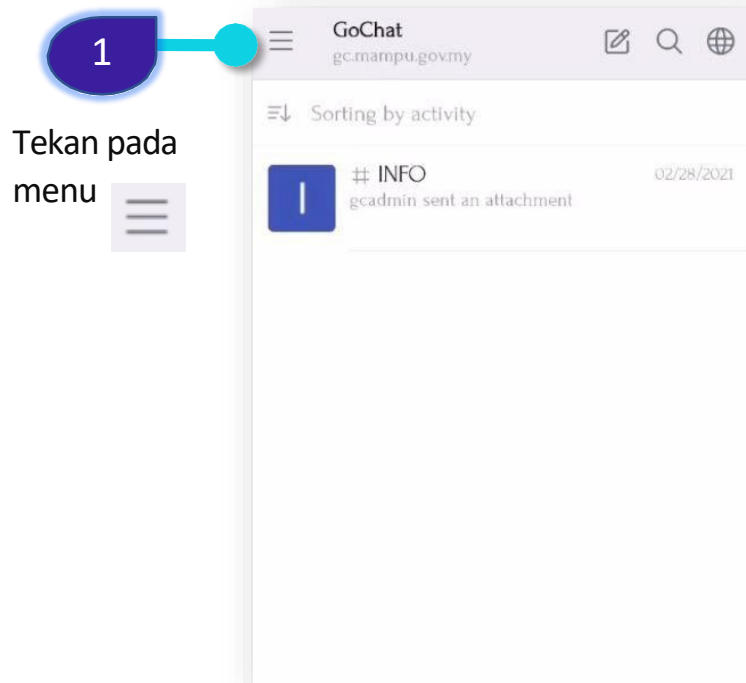 1
Tekan pada
menu
GoChat
gc.mampu.gov.my
Sorting by activity
I
# INFO
02/28/2021
gcadmin sent an attachment